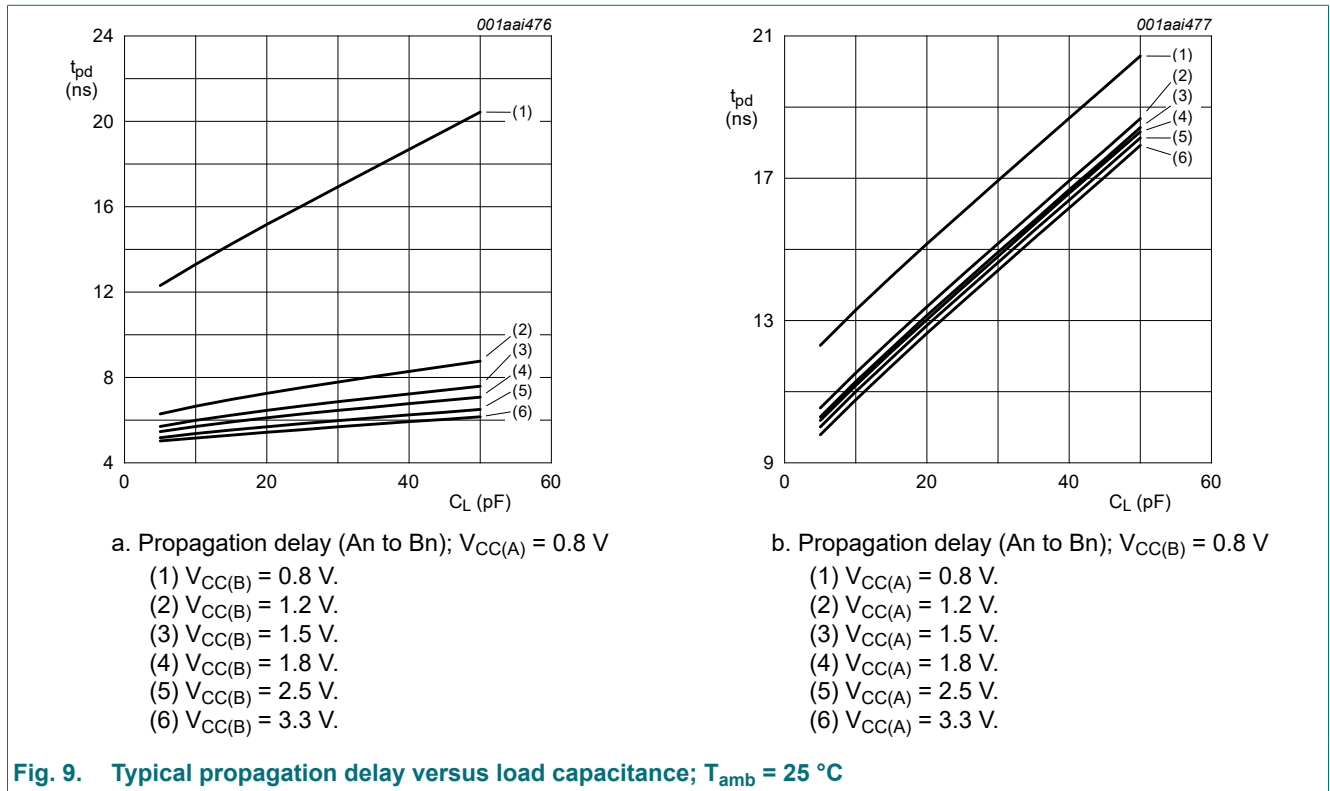 001aai476
24
20
16
12
8
4
t_pd
(ns)
(1)
(2)
(3)
(4)
(5)
(6)
0 20 40 60
C_L (pF)
a. Propagation delay (An to Bn); V_CC(A) = 0.8 V
(1) V_CC(B) = 0.8 V.
(2) V_CC(B) = 1.2 V.
(3) V_CC(B) = 1.5 V.
(4) V_CC(B) = 1.8 V.
(5) V_CC(B) = 2.5 V.
(6) V_CC(B) = 3.3 V.
001aai477
21
17
13
9
t_pd
(ns)
(1)
(2)
(3)
(4)
(5)
(6)
0 20 40 60
C_L (pF)
b. Propagation delay (An to Bn); V_CC(B) = 0.8 V
(1) V_CC(A) = 0.8 V.
(2) V_CC(A) = 1.2 V.
(3) V_CC(A) = 1.5 V.
(4) V_CC(A) = 1.8 V.
(5) V_CC(A) = 2.5 V.
(6) V_CC(A) = 3.3 V.
Fig. 9. Typical propagation delay versus load capacitance; T_amb = 25 °C